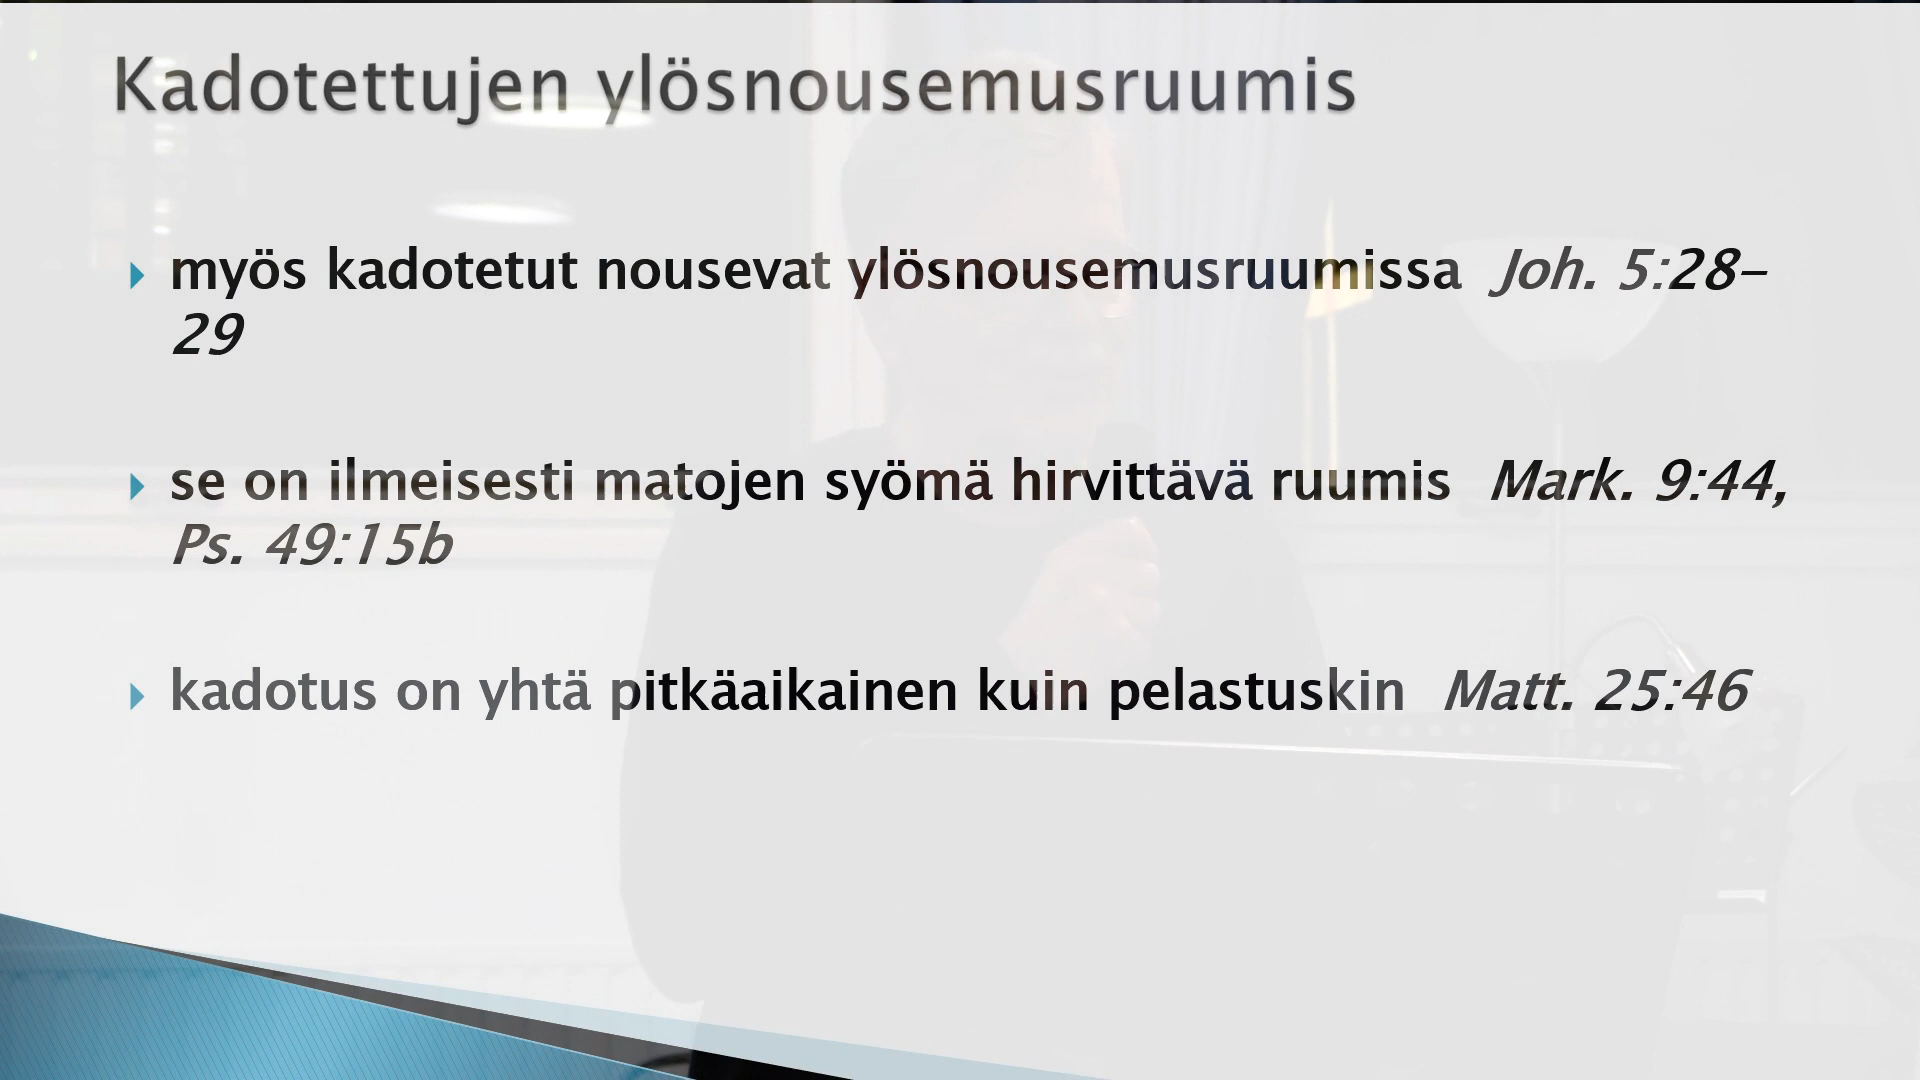 Kadotettujen ylösnousemusruumis
myös kadotetut nousevat ylösnousemusruumissa Joh. 5:28–
29
se on ilmeisesti matojen syömä hirvittävä ruumis Mark. 9:44,
Ps. 49:15b
kadotus on yhtä pitkäaikainen kuin pelastuskin Matt. 25:46